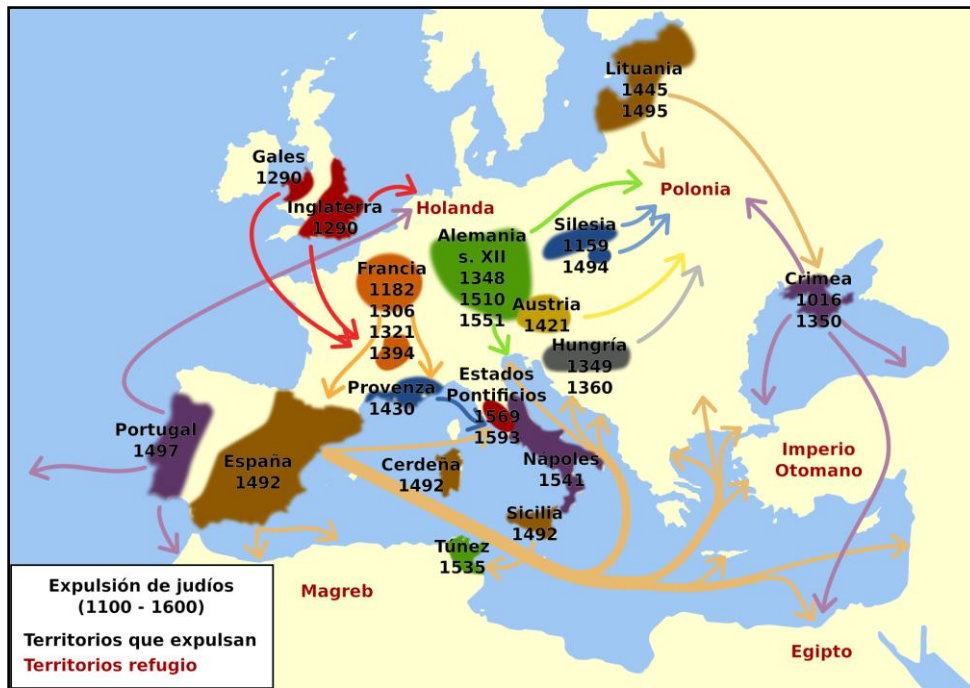 Lituania
1445
1495
Gales
1290
Inglaterra
1290
Holanda
Polonia
Alemania
s. XII
1348
1510
1551
Silesia
1159
1494
Francia
1182
1306
1321
1394
Austria
1421
Crimea
1016
1350
Hungría
1349
1360
Provenza
1430
Estados
Pontificios
1569
1593
Portugal
1497
España
1492
Cerdeña
1492
Nápoles
1541
Imperio
Otomano
Sicilia
1492
Túnez
1535
Magreb
Egipto
Expulsión de judíos
(1100 - 1600)
Territorios que expulsan
Territorios refugio